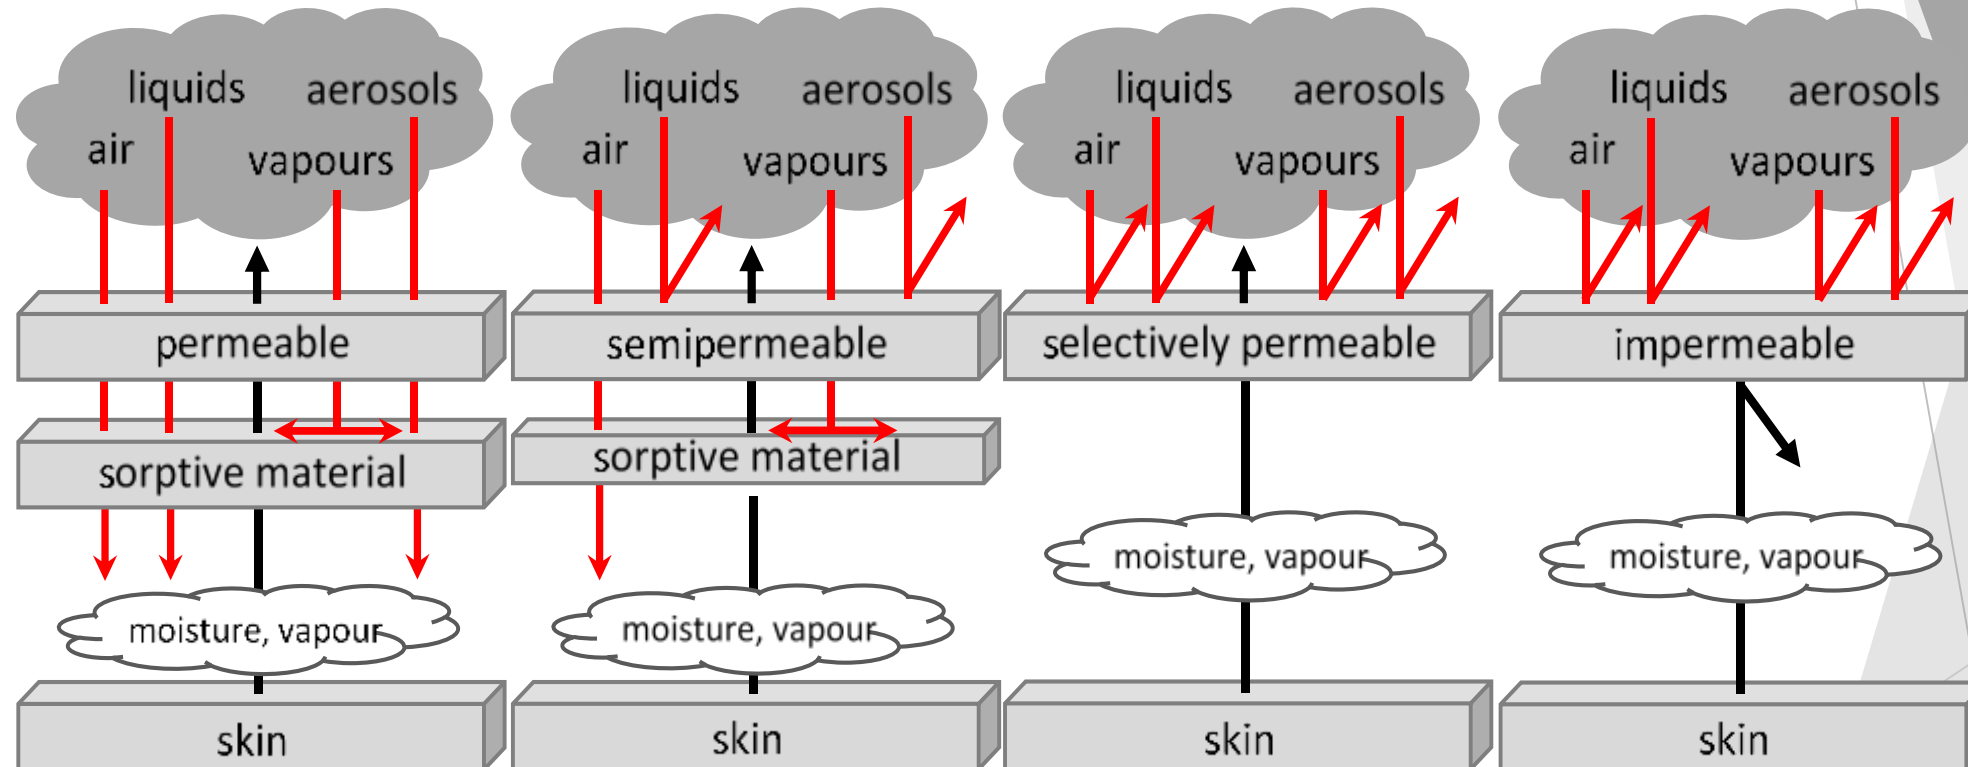 liquids aerosols
air vapours
permeable
sorptive material
moisture, vapour
skin
liquids aerosols
air vapours
semipermeable
sorptive material
moisture, vapour
skin
liquids aerosols
air vapours
selectively permeable
moisture, vapour
skin
liquids aerosols
air vapours
impermeable
moisture, vapour
skin